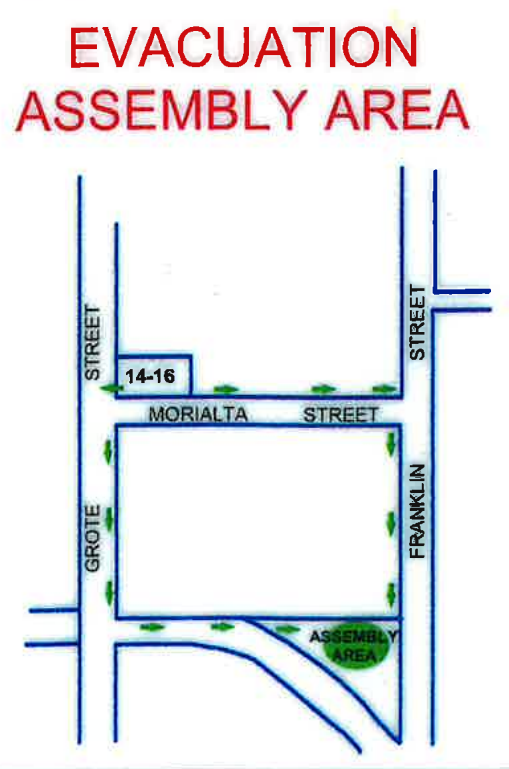 EVACUATION
ASSEMBLY AREA
STREET
STREET
14-16
MORIALTA STREET
GROTE
FRANKLIN
ASSEMBLY
AREA